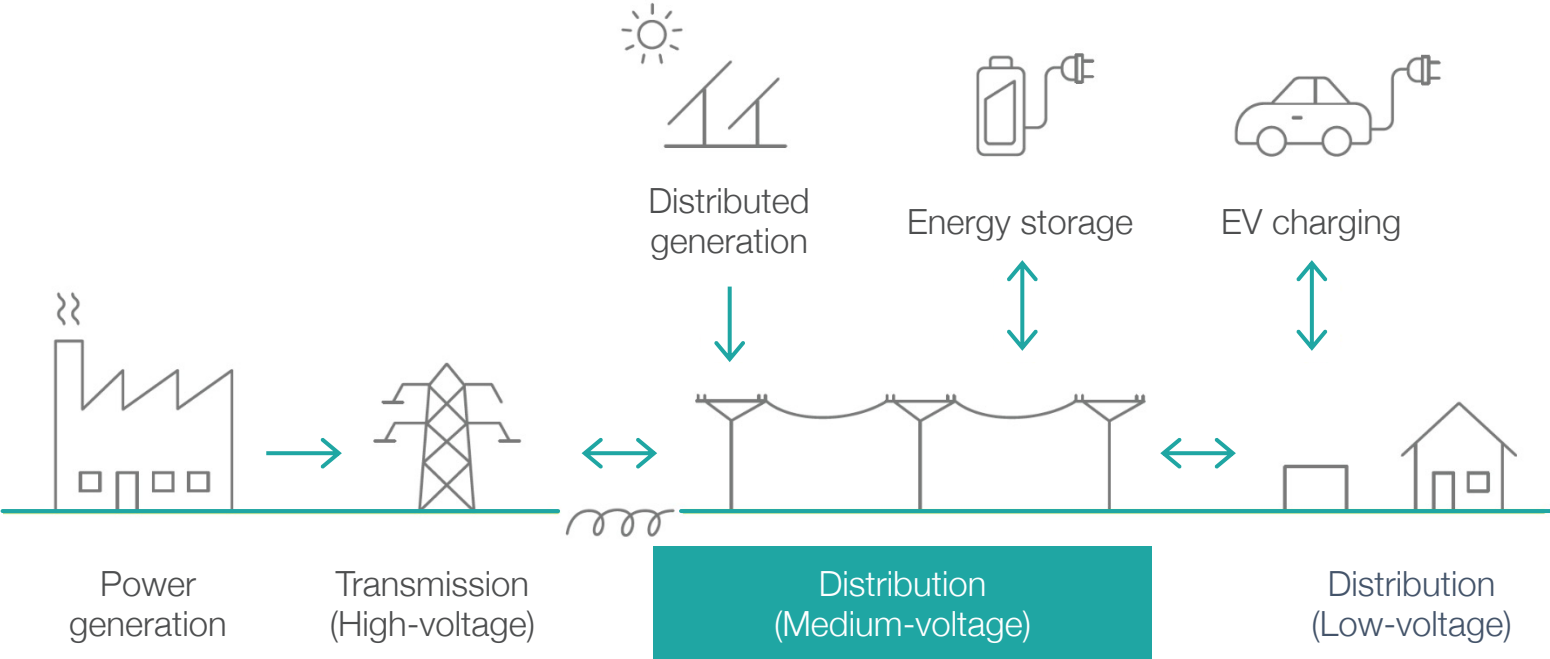 Distributed
generation
Energy storage
EV charging
Power
generation
Transmission
(High-voltage)
Distribution
(Medium-voltage)
Distribution
(Low-voltage)